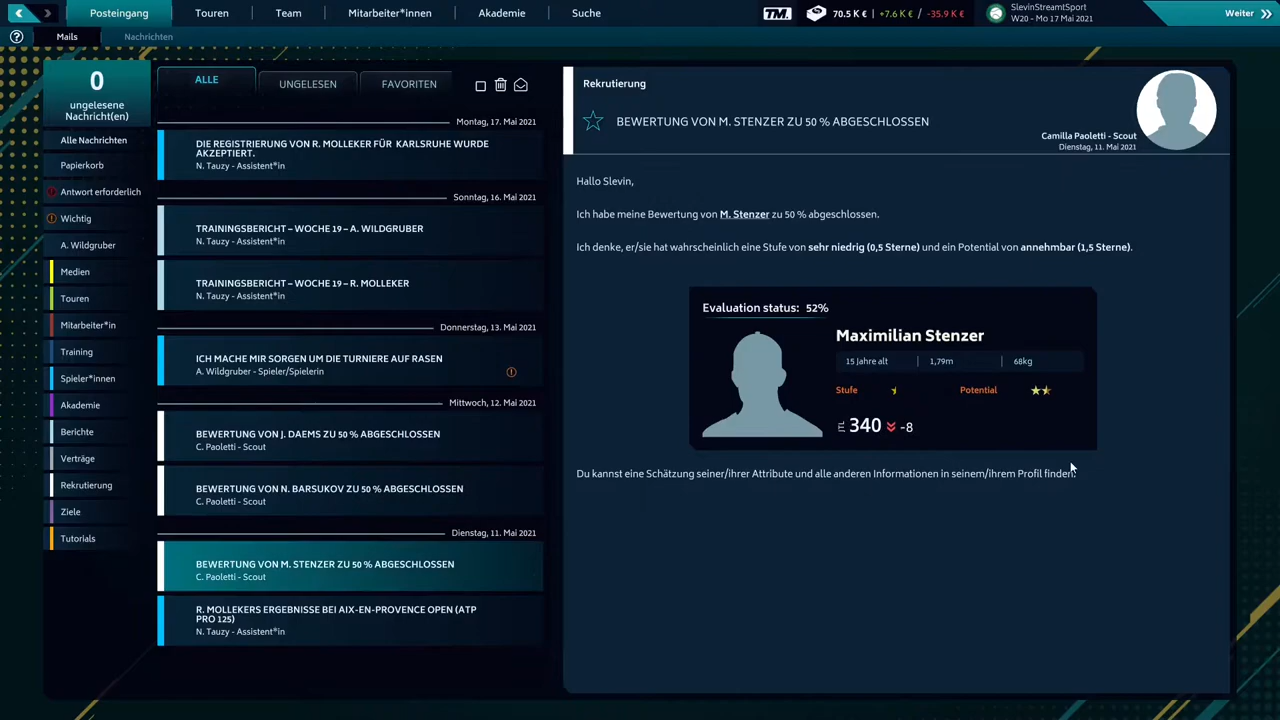 Posteingang
Touren
Team
Mitarbeiter*innen
Akademie
Suche
TM.
70.5 K € / +7.6 K € / -35.9 K €
SlevinStreamSport
W20 - Mo 17 Mai 2021
Weiter
Mails
Nachrichten
0
ungelesene
Nachricht(en)
Alle Nachrichten
Papierkorb
Antwort erforderlich
Wichtig
A. Wildgruber
Medien
Touren
Mitarbeiter*in
Training
Spieler*innen
Akademie
Berichte
Verträge
Rekrutierung
Ziele
Tutorials
ALLE
UNGELESEN
FAVORITEN
Montag, 17. Mai 2021
DIE REGISTRIERUNG VON R. MOLLEKER FÜR KARLSRUHE WURDE
AKZEPTIERT.
N. Tauzy - Assistent*in
Sonntag, 16. Mai 2021
TRAININGSBERICHT – WOCHE 19 – A. WILDGRUBER
N. Tauzy - Assistent*in
TRAININGSBERICHT – WOCHE 19 – R. MOLLEKER
N. Tauzy - Assistent*in
Donnerstag, 13. Mai 2021
ICH MACHE MIR SORGEN UM DIE TURNIERE AUF RASEN
A. Wildgruber - Spieler/Spielerin
Mittwoch, 12. Mai 2021
BEWERTUNG VON J. DAEMS ZU 50 % ABGESCHLOSSEN
C. Paoletti - Scout
BEWERTUNG VON N. BARSUKOV ZU 50 % ABGESCHLOSSEN
C. Paoletti - Scout
Dienstag, 11. Mai 2021
BEWERTUNG VON M. STENZER ZU 50 % ABGESCHLOSSEN
C. Paoletti - Scout
R. MOLLEKERS ERGEBNISSE BEI AIX-EN-PROVENCE OPEN (ATP
PRO 125)
N. Tauzy - Assistent*in
Rekrutierung
BEWERTUNG VON M. STENZER ZU 50 % ABGESCHLOSSEN
Camilla Paoletti - Scout
Dienstag, 11. Mai 2021
Hallo Slevin,
Ich habe meine Bewertung von M. Stenzer zu 50 % abgeschlossen.
Ich denke, er/sie hat wahrscheinlich eine Stufe von sehr niedrig (0,5 Sterne) und ein Potential von annehmbar (1,5 Sterne).
Evaluation status: 52%
Maximilian Stenzer
15 Jahre alt
1,79m
68kg
Stufe
Potential
340 -8
Du kannst eine Schätzung seiner/ihrer Attribute und alle anderen Informationen in seinem/ihrem Profil finden.